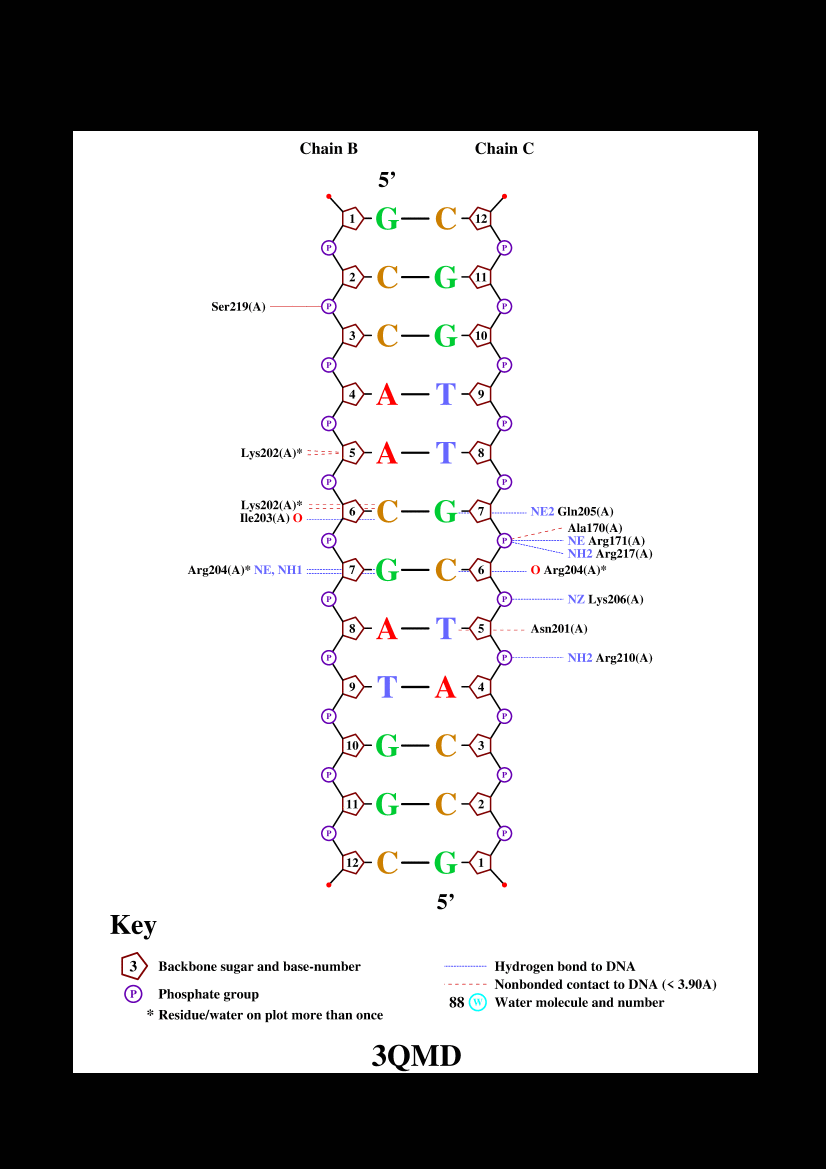 Chain B Chain C
5’
1 G C 12
P P
2 C G 11
Ser219(A) P P
3 C G 10
P P
4 A T 9
P P
Lys202(A)* 5 A T 8
P P
Lys202(A)*
6 C G 7 NE2 Gln205(A)
Ile203(A) O
Ala170(A)
P P NE Arg171(A)
NH2 Arg217(A)
Arg204(A)* NE, NH1 7 G C 6 O Arg204(A)*
P P NZ Lys206(A)
8 A T 5 Asn201(A)
P P NH2 Arg210(A)
9 T A 4
P P
10 G C 3
P P
11 G C 2
P P
12 C G 1
5’
Key
3 Backbone sugar and base-number
P Phosphate group
* Residue/water on plot more than once
Hydrogen bond to DNA
Nonbonded contact to DNA (< 3.90A)
88 W Water molecule and number
3QMD